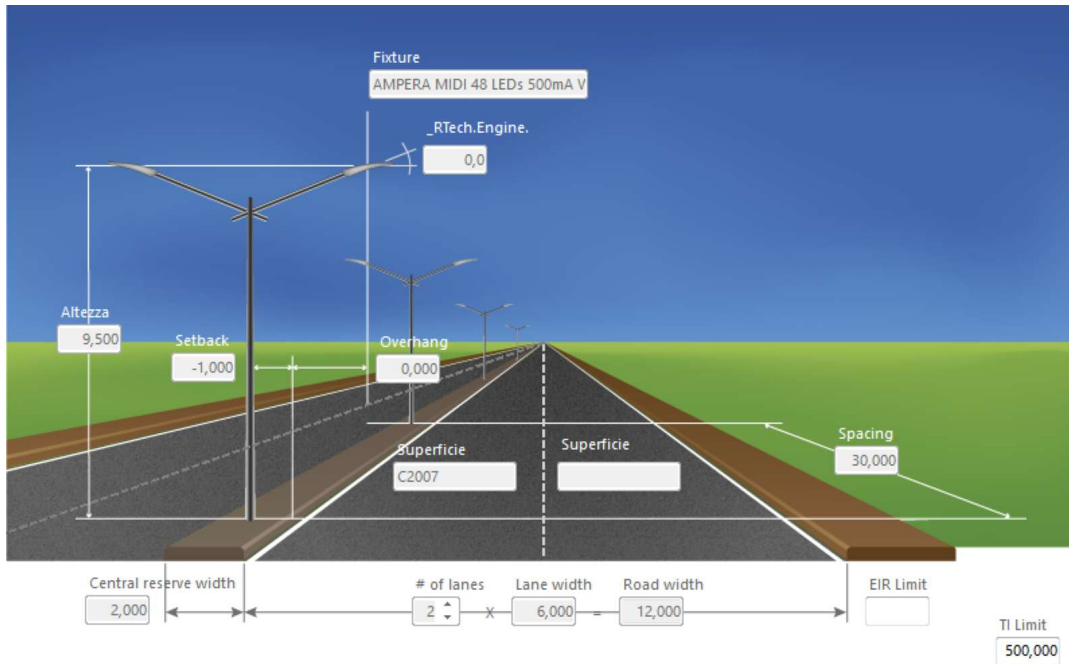 Fixture
AMPERA MIDI 48 LEDs 500mA V
_RTech.Engine.
0,0
Altezza
9,500
Setback
-1,000
Overhang
0,000
Spacing
30,000
Superficie
C2007
Superficie
Central reserve width
2,000
# of lanes
2
X
Lane width
6,000
=
Road width
12,000
EIR Limit
TI Limit
500,000